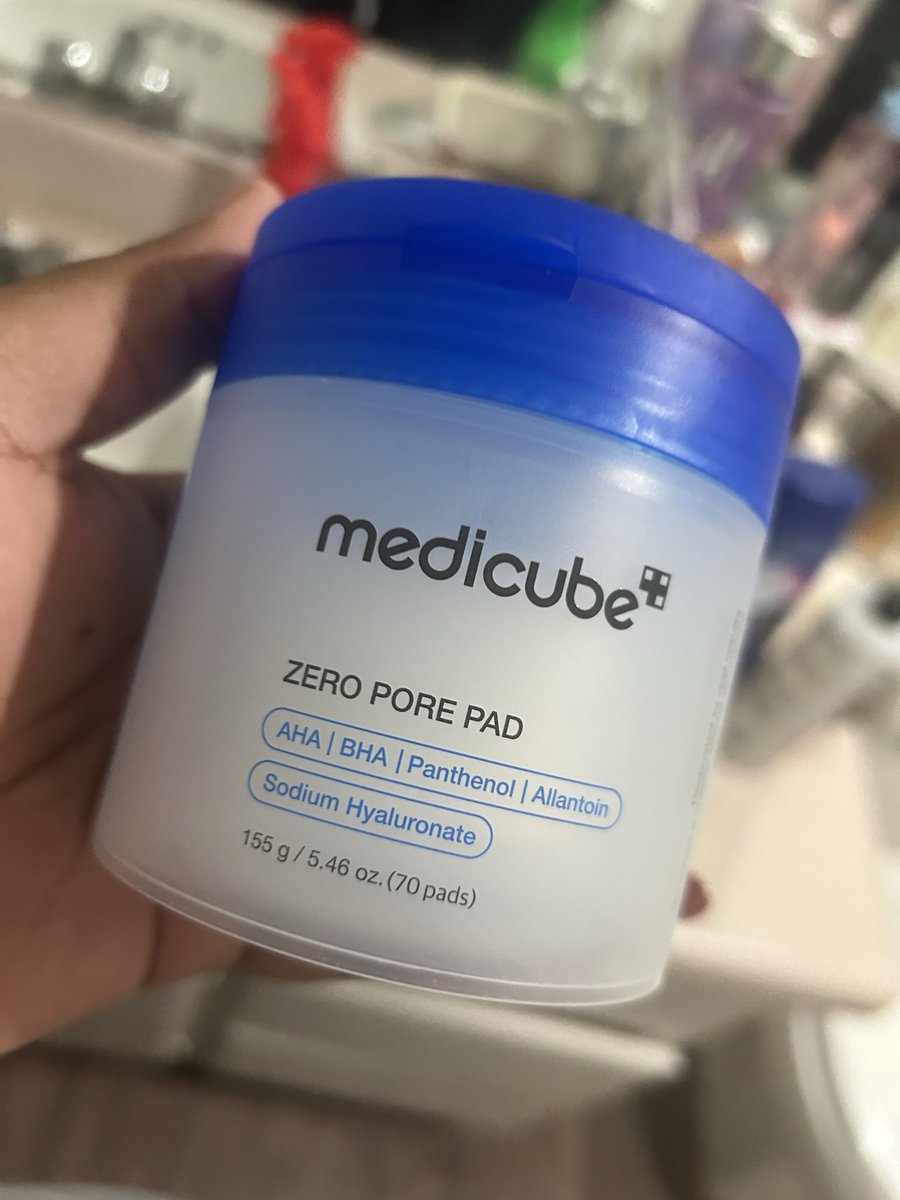 medicube
ZERO PORE PAD
AHA | BHA | Panthenol | Allantoin
Sodium Hyaluronate
155 g / 5.46 oz. (70 pads)